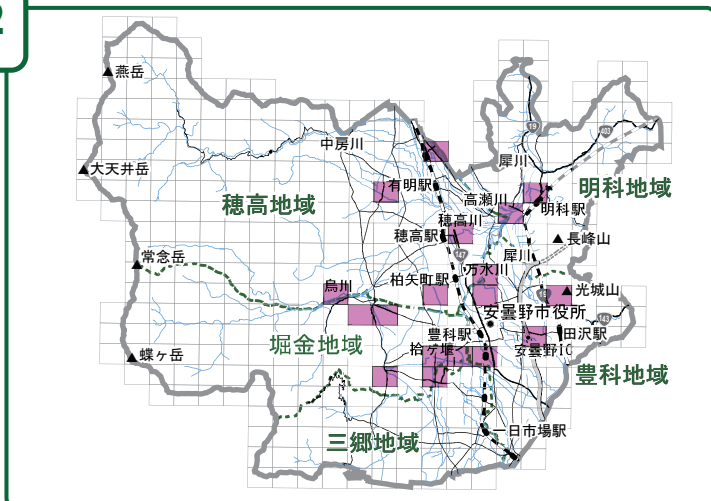 2
燕岳
中房川
19
403
大天井岳
有明駅
犀川
穂高地域
高瀬川
明科地域
明科駅
穂高川
穂高駅
長峰山
147
犀川
常念岳
万水川
柏矢町駅
烏川
19
光城山
安曇野市役所
143
豊科駅
田沢駅
堀金地域
拾ヶ堰
安曇野IC
蝶ヶ岳
豊科地域
一日市場駅
三郷地域